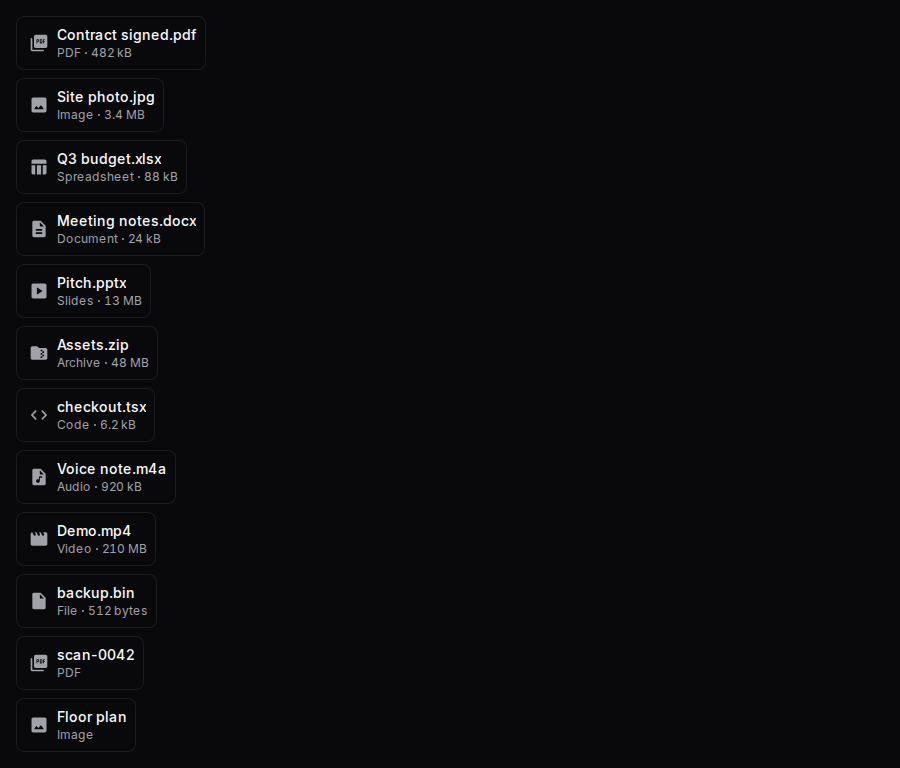 Contract signed.pdf
PDF · 482 kB
Site photo.jpg
Image · 3.4 MB
Q3 budget.xlsx
Spreadsheet · 88 kB
Meeting notes.docx
Document · 24 kB
Pitch.pptx
Slides · 13 MB
Assets.zip
Archive · 48 MB
checkout.tsx
Code · 6.2 kB
Voice note.m4a
Audio · 920 kB
Demo.mp4
Video · 210 MB
backup.bin
File · 512 bytes
scan-0042
PDF
Floor plan
Image